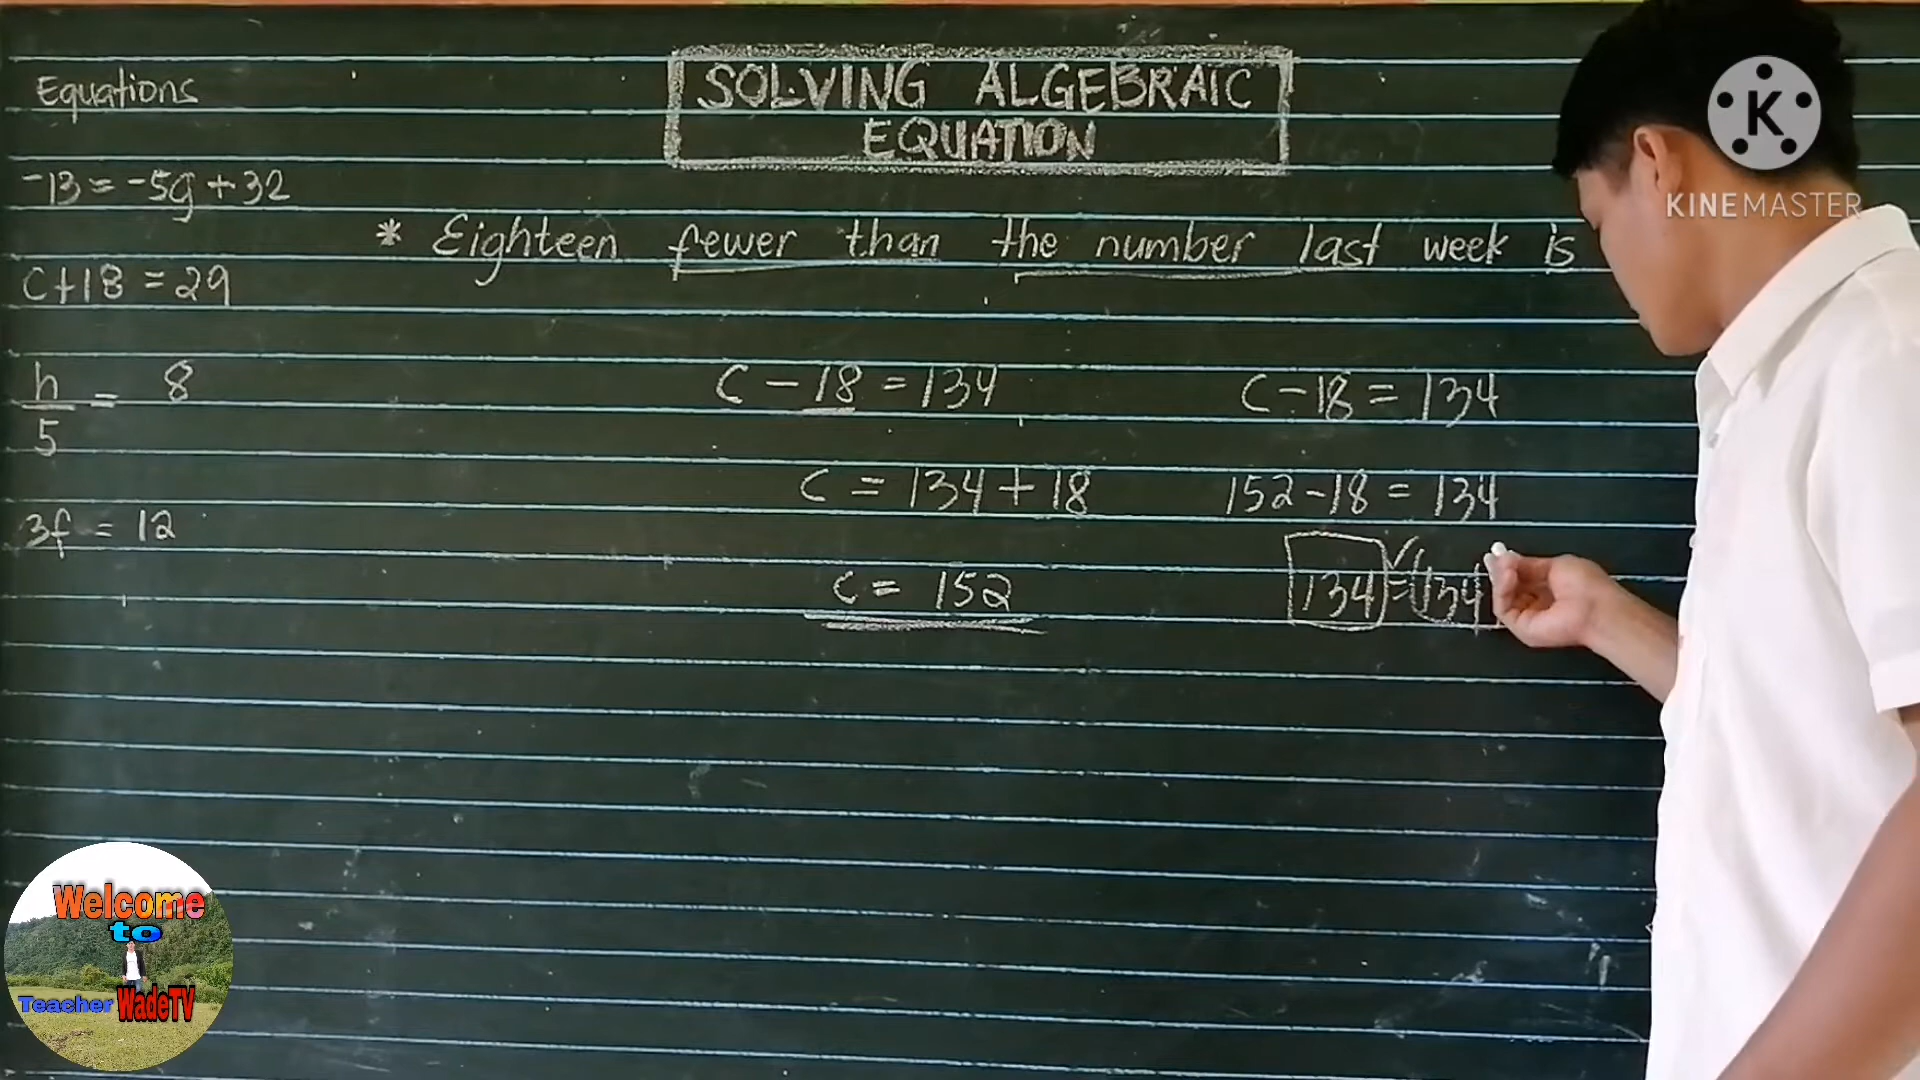 SOLVING ALGEBRAIC
EQUATION
Equations
-13 = -5g + 32
c + 18 = 29
h/5 = 8
3f = 12
* Eighteen fewer than the number last week is
c - 18 = 134
c = 134 + 18
c = 152
c - 18 = 134
152 - 18 = 134
134 = 134
K
KINEMASTER
Welcome
to
Teacher WadeTV